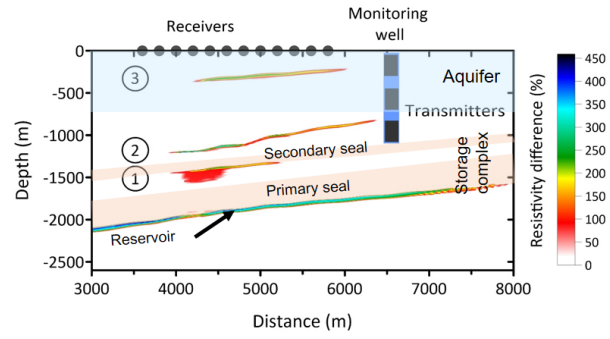 Receivers
Monitoring
well
0
-500
-1000
-1500
-2000
-2500
Depth (m)
3
2
1
Aquifer
Transmitters
Secondary seal
Primary seal
Storage
complex
Reservoir
3000
4000
5000
6000
7000
8000
Distance (m)
Resistivity difference (%)
450
400
350
300
250
200
150
100
50
0